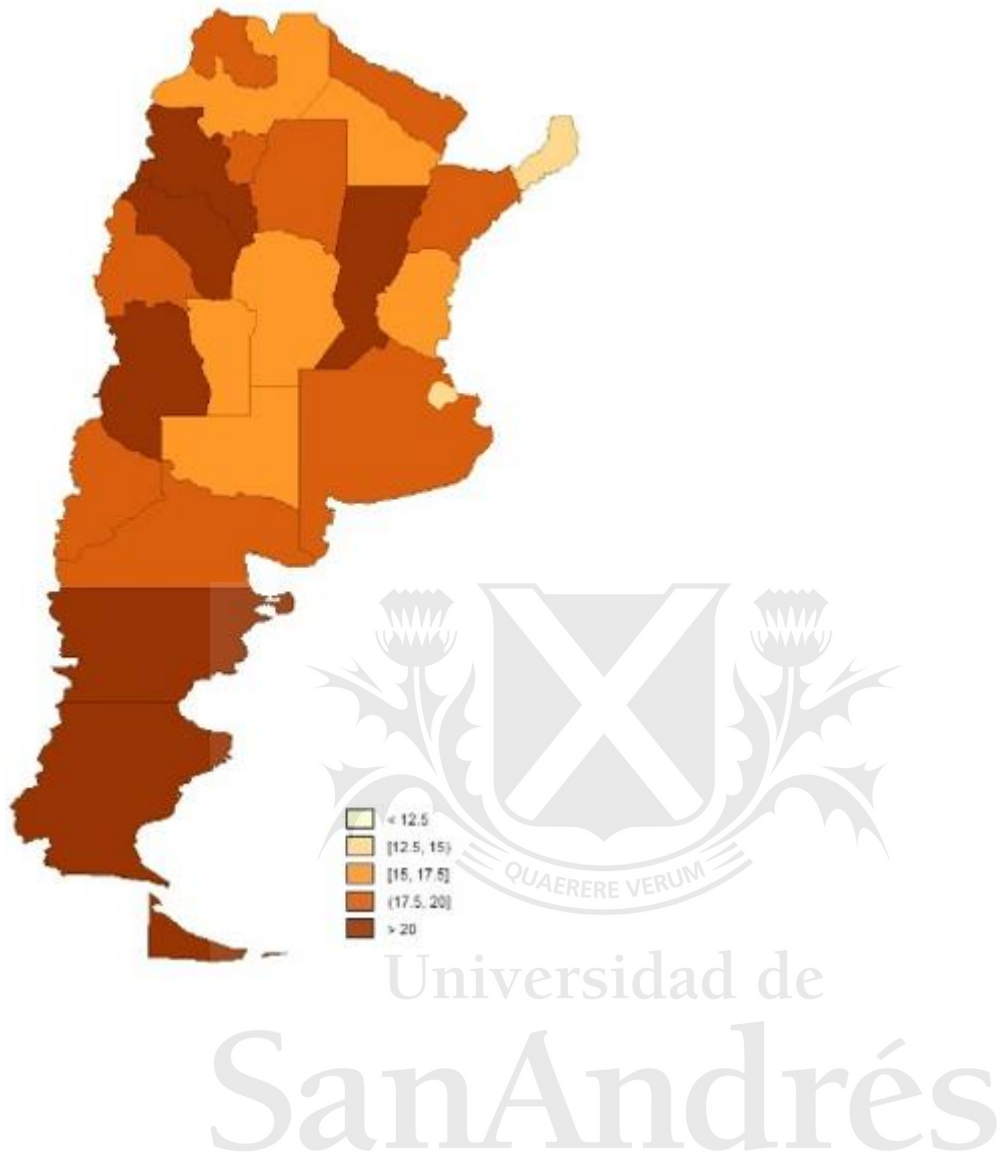 < 12.5
[12.5, 15)
[15, 17.5]
(17.5, 20]
> 20
QUAERERE VERUM
Universidad de
SanAndrés